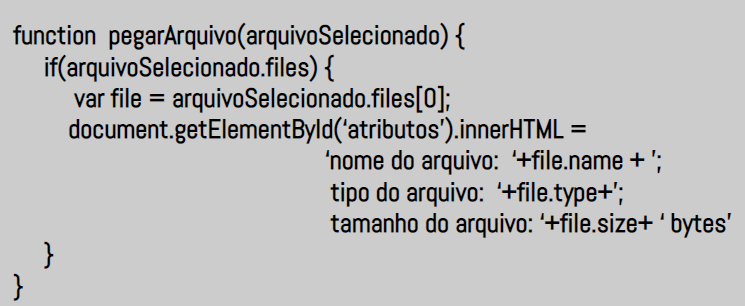 function  pegarArquivo(arquivoSelecionado) {
if(arquivoSelecionado.files) {
var file = arquivoSelecionado.files[0];
document.getElementById(‘atributos’).innerHTML =
‘nome do arquivo:  ‘+file.name + ’;
tipo do arquivo:  ‘+file.type+’;
tamanho do arquivo: ‘+file.size+ ‘ bytes’
}
}